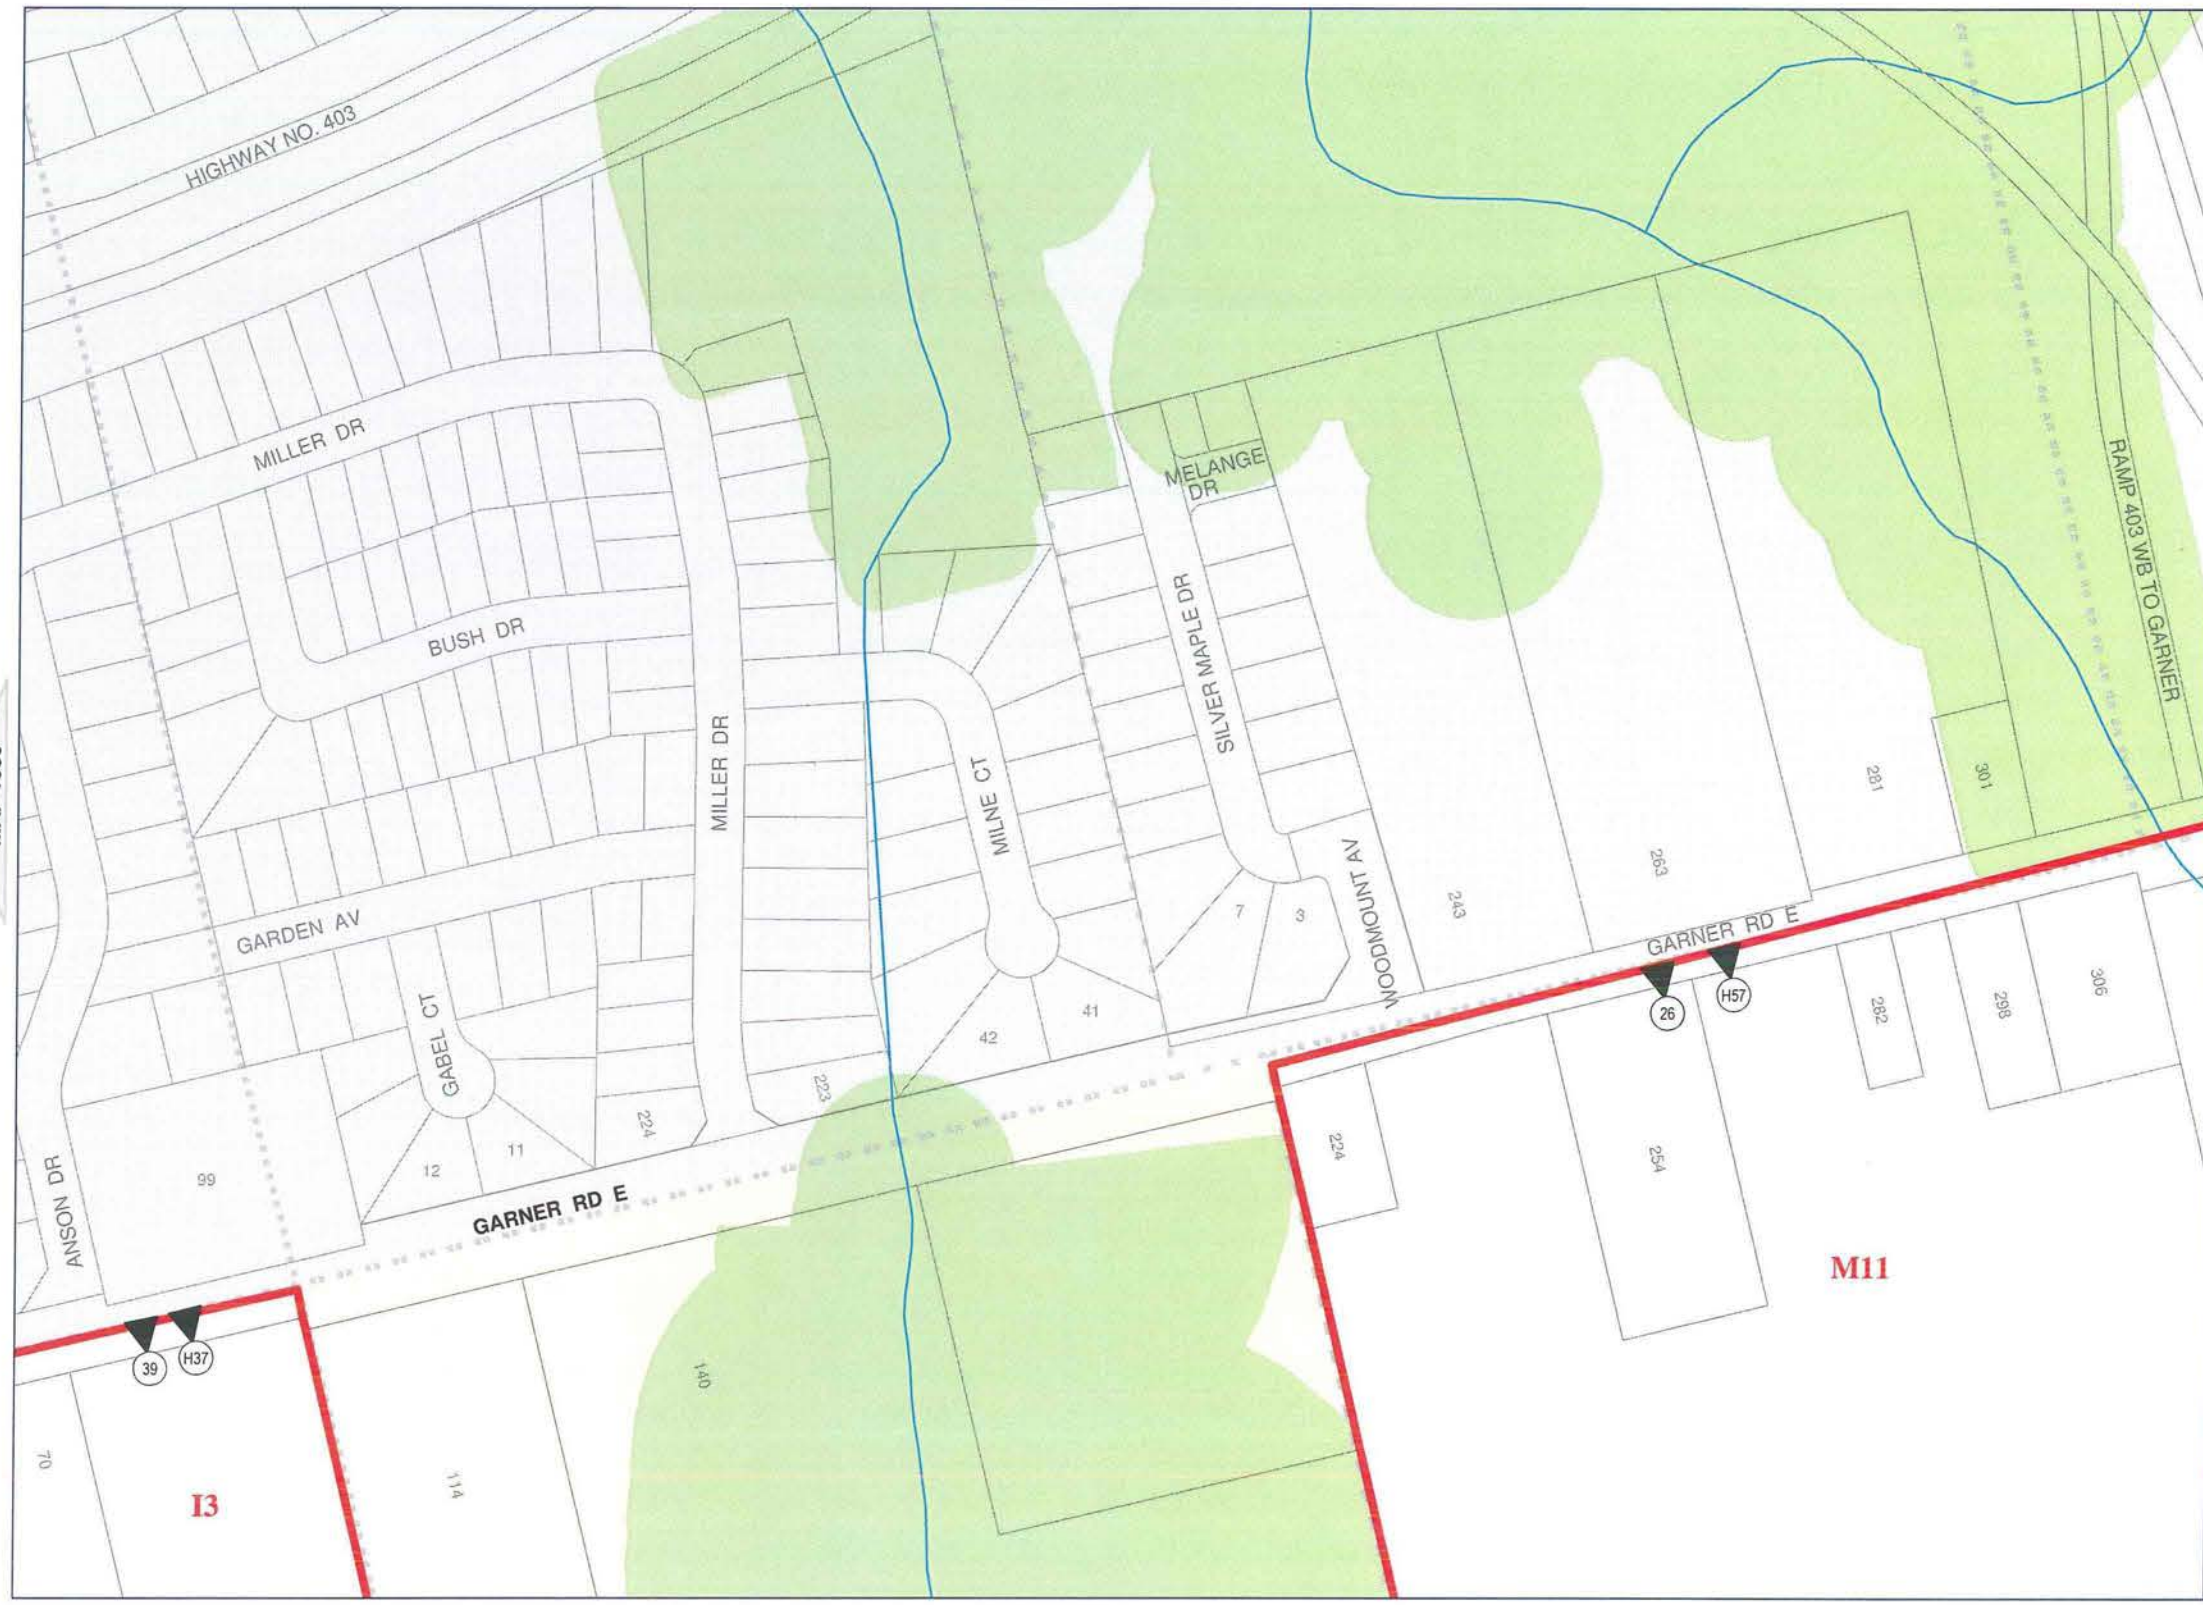 HIGHWAY NO. 403
MILLER DR
MELANGE
DR
RAMP 403 WB TO GARNER
BUSH DR
SILVER MAPLE DR
MILLER DR
MILNE CT
281
301
GARDEN AV
7
3
WOODMOUNT AV
243
263
GARNER RD E
26
H57
282
298
306
GABEL CT
42
41
223
224
12
11
99
ANSON DR
GARNER RD E
224
254
M11
39
H37
140
70
114
I3